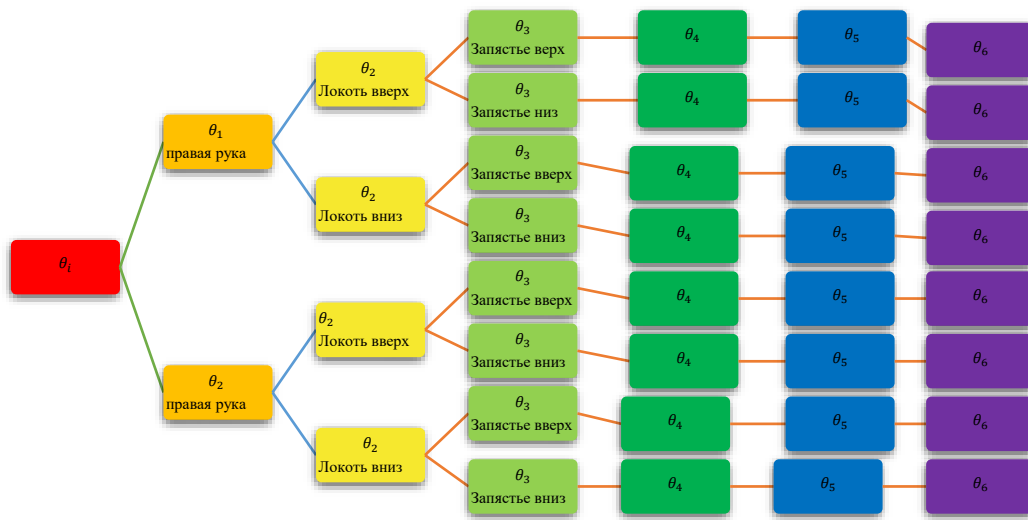 θ₃
Запястье верх
θ₄
θ₅
θ₆
θ₂
Локоть вверх
θ₃
Запястье низ
θ₄
θ₅
θ₆
θ₁
правая рука
θ₃
Запястье вверх
θ₄
θ₅
θ₆
θ₂
Локоть вниз
θ₃
Запястье вниз
θ₄
θ₅
θ₆
θᵢ
θ₃
Запястье вверх
θ₄
θ₅
θ₆
θ₂
Локоть вверх
θ₃
Запястье вниз
θ₄
θ₅
θ₆
θ₂
правая рука
θ₃
Запястье вверх
θ₄
θ₅
θ₆
θ₂
Локоть вниз
θ₃
Запястье вниз
θ₄
θ₅
θ₆